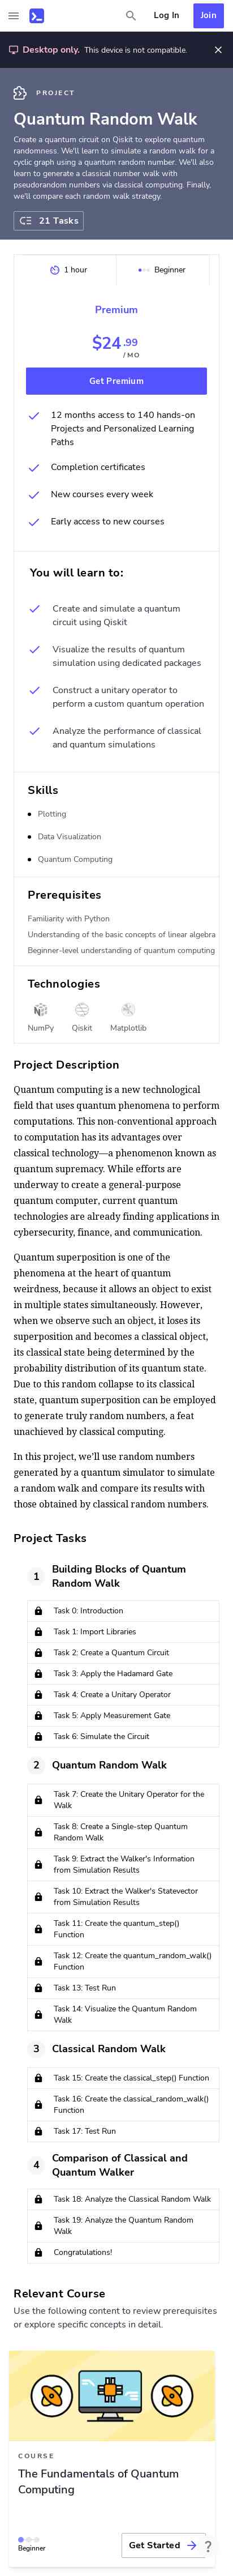 Log In
Join
Desktop only. This device is not compatible.
PROJECT
Quantum Random Walk
Create a quantum circuit on Qiskit to explore quantum
randomness. We'll learn to simulate a random walk for a
cyclic graph using a quantum random number. We'll also
learn to generate a classical number walk with
pseudorandom numbers via classical computing. Finally,
we'll compare each random walk strategy.
21 Tasks
1 hour
Beginner
Premium
$24.99
/MO
Get Premium
12 months access to 140 hands-on
Projects and Personalized Learning
Paths
Completion certificates
New courses every week
Early access to new courses
You will learn to:
Create and simulate a quantum
circuit using Qiskit
Visualize the results of quantum
simulation using dedicated packages
Construct a unitary operator to
perform a custom quantum operation
Analyze the performance of classical
and quantum simulations
Skills
Plotting
Data Visualization
Quantum Computing
Prerequisites
Familiarity with Python
Understanding of the basic concepts of linear algebra
Beginner-level understanding of quantum computing
Technologies
NumPy
Qiskit
Matplotlib
Project Description
Quantum computing is a new technological
field that uses quantum phenomena to perform
computations. This non-conventional approach
to computation has its advantages over
classical technology—a phenomenon known as
quantum supremacy. While efforts are
underway to create a general-purpose
quantum computer, current quantum
technologies are already finding applications in
cybersecurity, finance, and communication.
Quantum superposition is one of the
phenomena at the heart of quantum
weirdness, because it allows an object to exist
in multiple states simultaneously. However,
when we observe such an object, it loses its
superposition and becomes a classical object,
its classical state being determined by the
probability distribution of its quantum state.
Due to this random collapse to its classical
state, quantum superposition can be employed
to generate truly random numbers, a feat
unachieved by classical computing.
In this project, we'll use random numbers
generated by a quantum simulator to simulate
a random walk and compare its results with
those obtained by classical random numbers.
Project Tasks
1
Building Blocks of Quantum
Random Walk
Task 0: Introduction
Task 1: Import Libraries
Task 2: Create a Quantum Circuit
Task 3: Apply the Hadamard Gate
Task 4: Create a Unitary Operator
Task 5: Apply Measurement Gate
Task 6: Simulate the Circuit
2
Quantum Random Walk
Task 7: Create the Unitary Operator for the
Walk
Task 8: Create a Single-step Quantum
Random Walk
Task 9: Extract the Walker's Information
from Simulation Results
Task 10: Extract the Walker's Statevector
from Simulation Results
Task 11: Create the quantum_step()
Function
Task 12: Create the quantum_random_walk()
Function
Task 13: Test Run
Task 14: Visualize the Quantum Random
Walk
3
Classical Random Walk
Task 15: Create the classical_step() Function
Task 16: Create the classical_random_walk()
Function
Task 17: Test Run
4
Comparison of Classical and
Quantum Walker
Task 18: Analyze the Classical Random Walk
Task 19: Analyze the Quantum Random
Walk
Congratulations!
Relevant Course
Use the following content to review prerequisites
or explore specific concepts in detail.
COURSE
The Fundamentals of Quantum
Computing
Beginner
Get Started
?